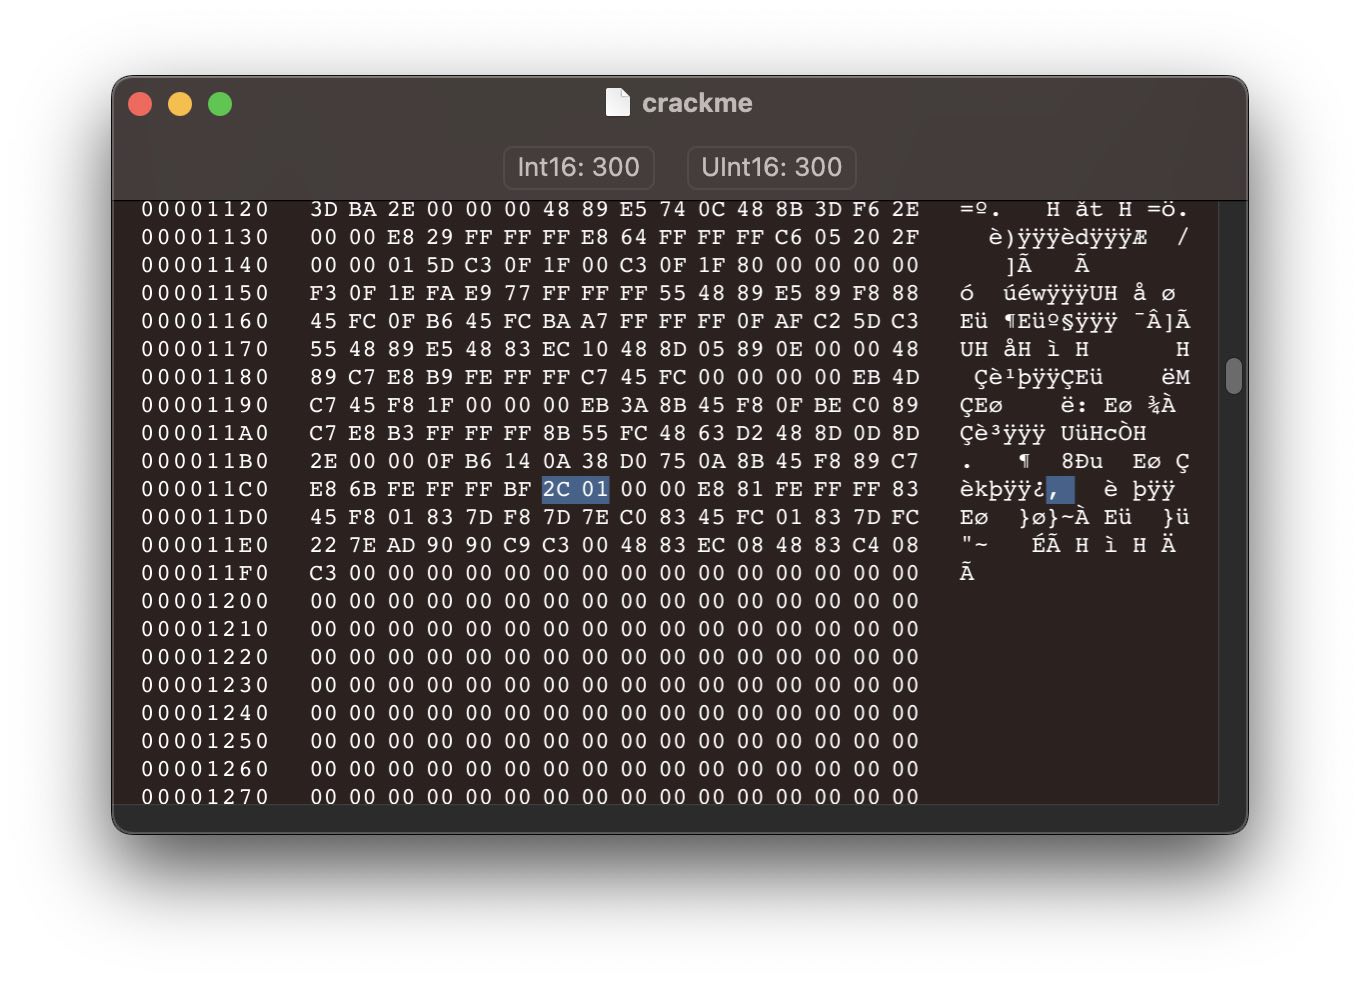 crackme
Int16: 300 UInt16: 300
00001120 3D BA 2E 00 00 00 48 89 E5 74 0C 48 8B 3D F6 2E =º. H åt H =ö.
00001130 00 00 E8 29 FF FF FF E8 64 FF FF FF C6 05 20 2F è)ÿÿÿèdÿÿÿÆ /
00001140 00 00 01 5D C3 0F 1F 00 C3 0F 1F 80 00 00 00 00 ]Ã Ã
00001150 F3 0F 1E FA E9 77 FF FF FF 55 48 89 E5 89 F8 88 ó úéwÿÿÿUH å ø
00001160 45 FC 0F B6 45 FC BA A7 FF FF FF 0F AF C2 5D C3 Eü ¶Eüº§ÿÿÿ ¯Â]Ã
00001170 55 48 89 E5 48 83 EC 10 48 8D 05 89 0E 00 00 48 UH åH ì H H
00001180 89 C7 E8 B9 FE FF FF C7 45 FC 00 00 00 00 EB 4D Çè¹þÿÿÇEü ëM
00001190 C7 45 F8 1F 00 00 00 EB 3A 8B 45 F8 0F BE C0 89 ÇEø ë: Eø ¾À
000011A0 C7 E8 B3 FF FF FF 8B 55 FC 48 63 D2 48 8D 0D 8D Çè³ÿÿÿ UüHcÒH
000011B0 2E 00 00 0F B6 14 0A 38 D0 75 0A 8B 45 F8 89 C7 . ¶ 8Ðu Eø Ç
000011C0 E8 6B FE FF FF BF 2C 01 00 00 E8 81 FE FF FF 83 èkþÿÿ¿, è þÿÿ
000011D0 45 F8 01 83 7D F8 7D 7E C0 83 45 FC 01 83 7D FC Eø }ø}~À Eü }ü
000011E0 22 7E AD 90 90 C9 C3 00 48 83 EC 08 48 83 C4 08 "~ ÉÃ H ì H Ä
000011F0 C3 00 00 00 00 00 00 00 00 00 00 00 00 00 00 00 Ã
00001200 00 00 00 00 00 00 00 00 00 00 00 00 00 00 00 00
00001210 00 00 00 00 00 00 00 00 00 00 00 00 00 00 00 00
00001220 00 00 00 00 00 00 00 00 00 00 00 00 00 00 00 00
00001230 00 00 00 00 00 00 00 00 00 00 00 00 00 00 00 00
00001240 00 00 00 00 00 00 00 00 00 00 00 00 00 00 00 00
00001250 00 00 00 00 00 00 00 00 00 00 00 00 00 00 00 00
00001260 00 00 00 00 00 00 00 00 00 00 00 00 00 00 00 00
00001270 00 00 00 00 00 00 00 00 00 00 00 00 00 00 00 00